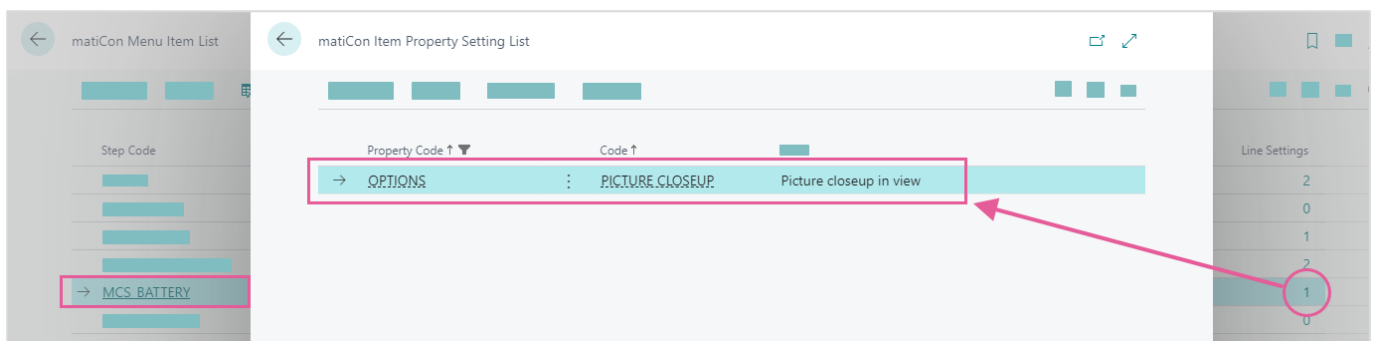 matiCon Menu Item List
matiCon Item Property Setting List
Step Code
Property Code ↑
Code ↑
Line Settings
→ OPTIONS ⋮ PICTURE CLOSEUP Picture closeup in view
2
0
1
2
→ MCS_BATTERY
1
0